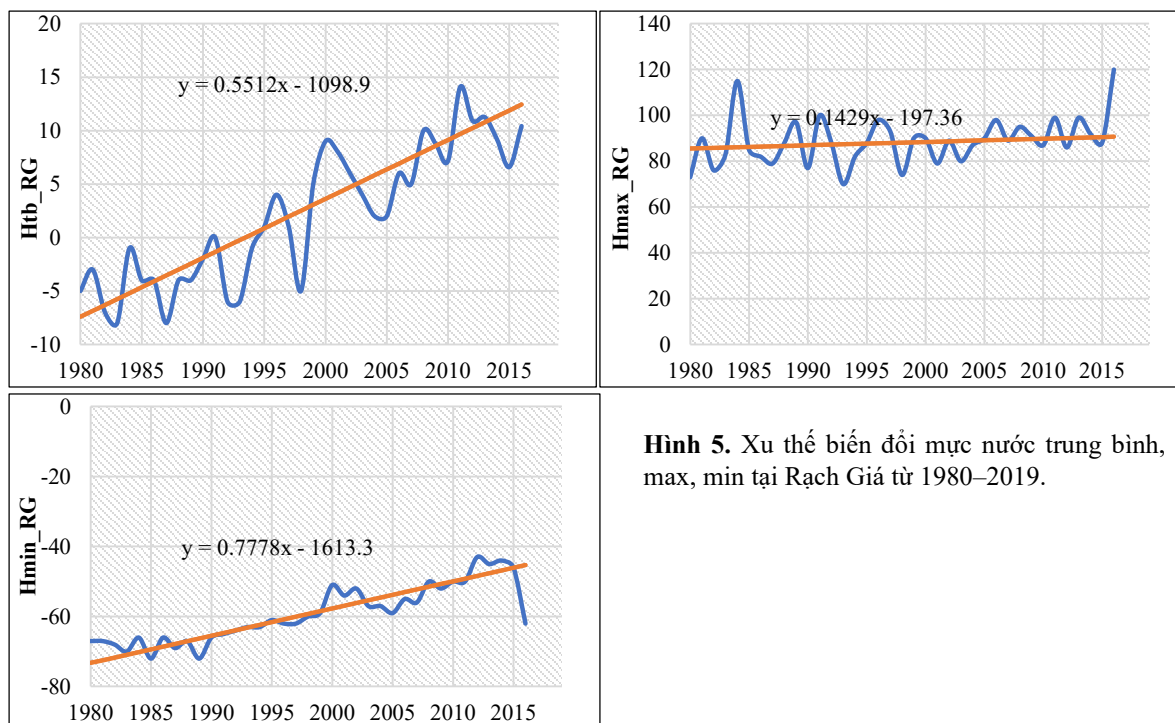 20
15
10
5
0
-5
-10
Htb_RG
y = 0.5512x - 1098.9
1980 1985 1990 1995 2000 2005 2010 2015
140
120
100
80
60
40
20
0
Hmax_RG
y = 0.1429x - 197.36
1980 1985 1990 1995 2000 2005 2010 2015
0
-20
-40
-60
-80
Hmin_RG
y = 0.7778x - 1613.3
1980 1985 1990 1995 2000 2005 2010 2015
Hình 5. Xu thế biến đổi mực nước trung bình,
max, min tại Rạch Giá từ 1980–2019.